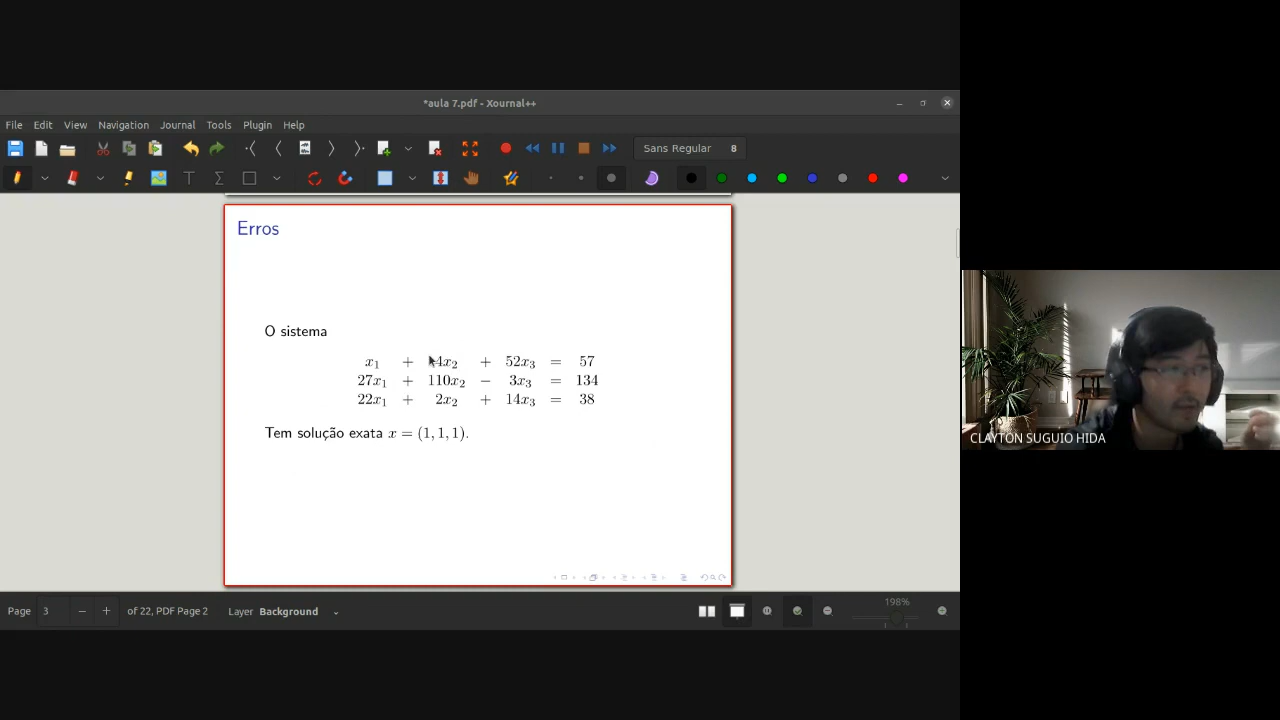 *aula 7.pdf - Xournal++
File Edit View Navigation Journal Tools Plugin Help
Sans Regular 8
Erros
O sistema
x₁ + 4x₂ + 52x₃ = 57
27x₁ + 110x₂ − 3x₃ = 134
22x₁ + 2x₂ + 14x₃ = 38
Tem solução exata x = (1, 1, 1).
CLAYTON SUGUIO HIDA
Page 3 of 22, PDF Page 2 Layer Background 198%